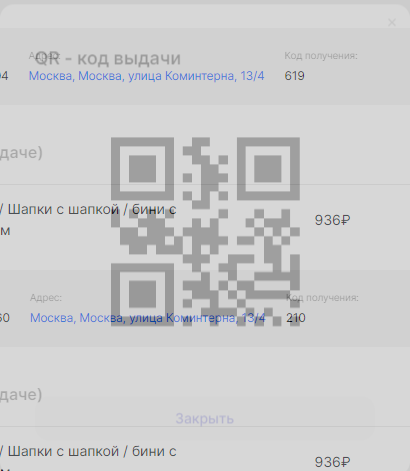 ×
Адрес: Код получения:
QR - код выдачи
04 Москва, Москва, улица Коминтерна, 13/4 619
даче)
/ Шапки с шапкой / бини с
м
936₽
Адрес: Код получения:
60 Москва, Москва, улица Коминтерна, 13/4 210
даче)
Закрыть
/ Шапки с шапкой / бини с
936₽